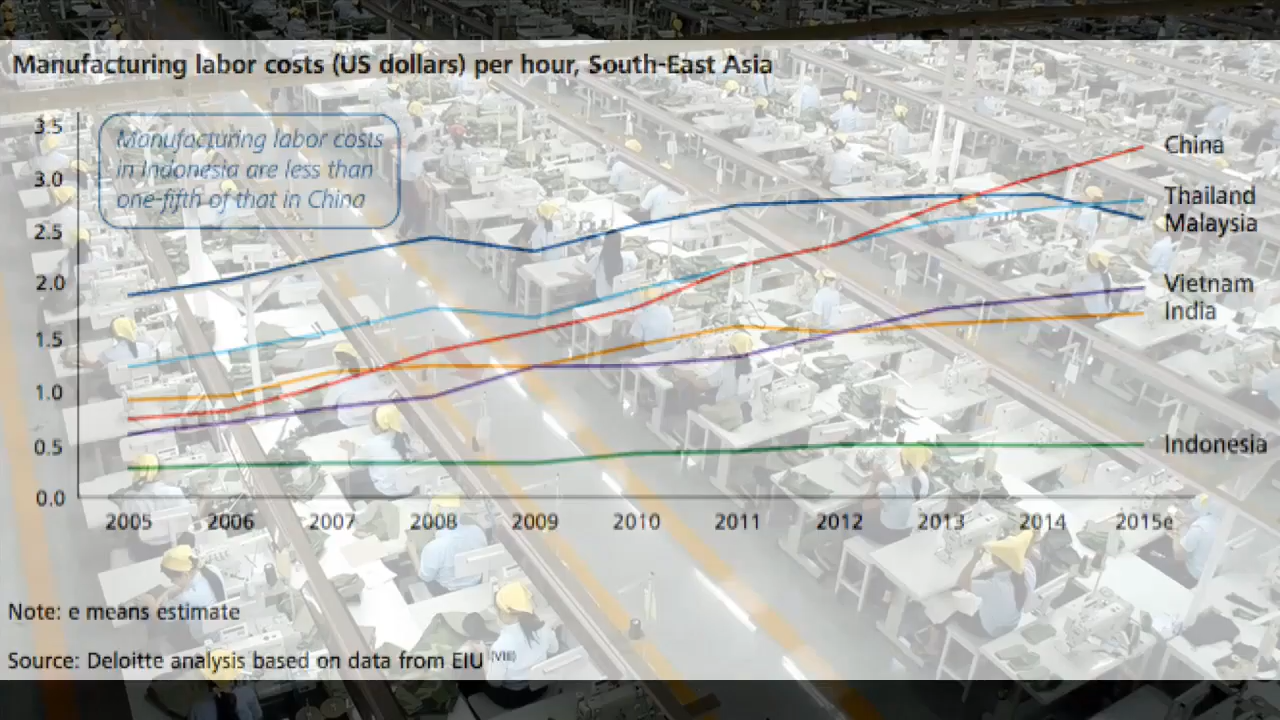 Manufacturing labor costs (US dollars) per hour, South-East Asia
Manufacturing labor costs
in Indonesia are less than
one-fifth of that in China
3.5
3.0
2.5
2.0
1.5
1.0
0.5
0.0
China
Thailand
Malaysia
Vietnam
India
Indonesia
2005 2006 2007 2008 2009 2010 2011 2012 2013 2014 2015e
Note: e means estimate
Source: Deloitte analysis based on data from EIU (VIII)